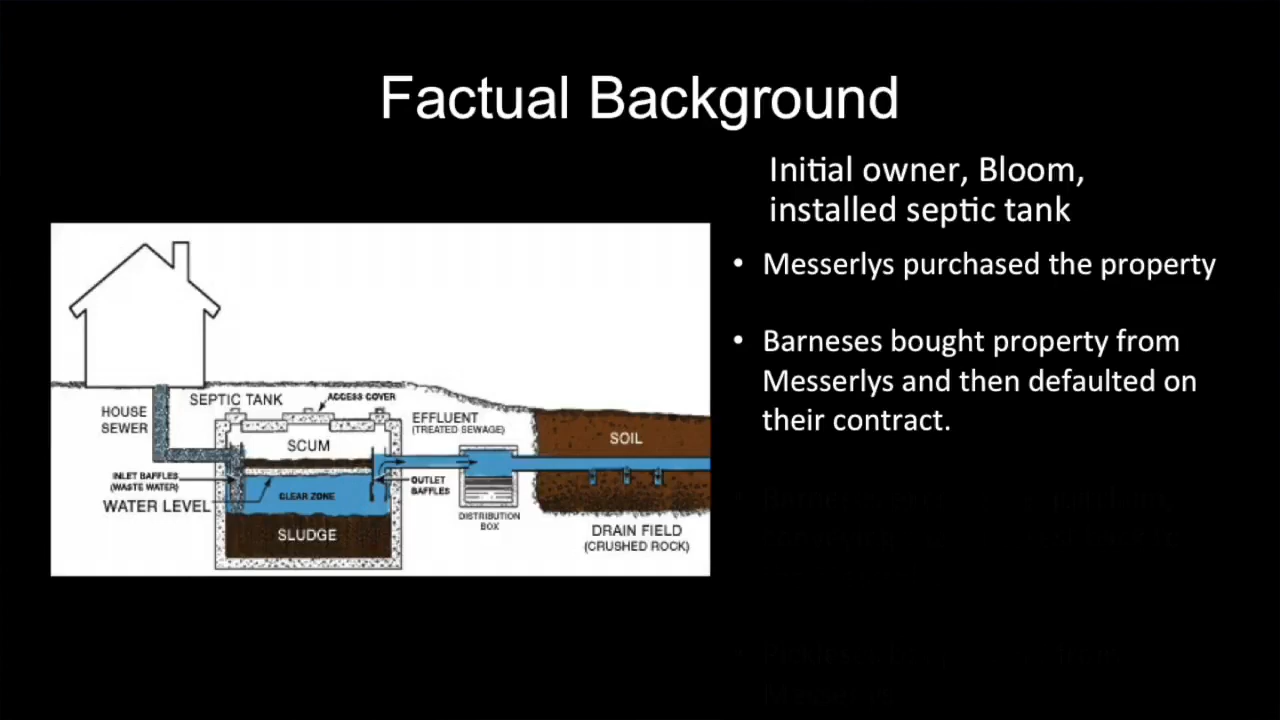 Factual Background
Initial owner, Bloom,
installed septic tank
• Messerlys purchased the property
• Barneses bought property from
Messerlys and then defaulted on
their contract.
HOUSE
SEWER
SEPTIC TANK
ACCESS COVER
EFFLUENT
(TREATED SEWAGE)
SCUM
SOIL
INLET BAFFLES
(WASTE WATER)
WATER LEVEL
CLEAR ZONE
OUTLET
BAFFLES
SLUDGE
DISTRIBUTION
BOX
DRAIN FIELD
(CRUSHED ROCK)